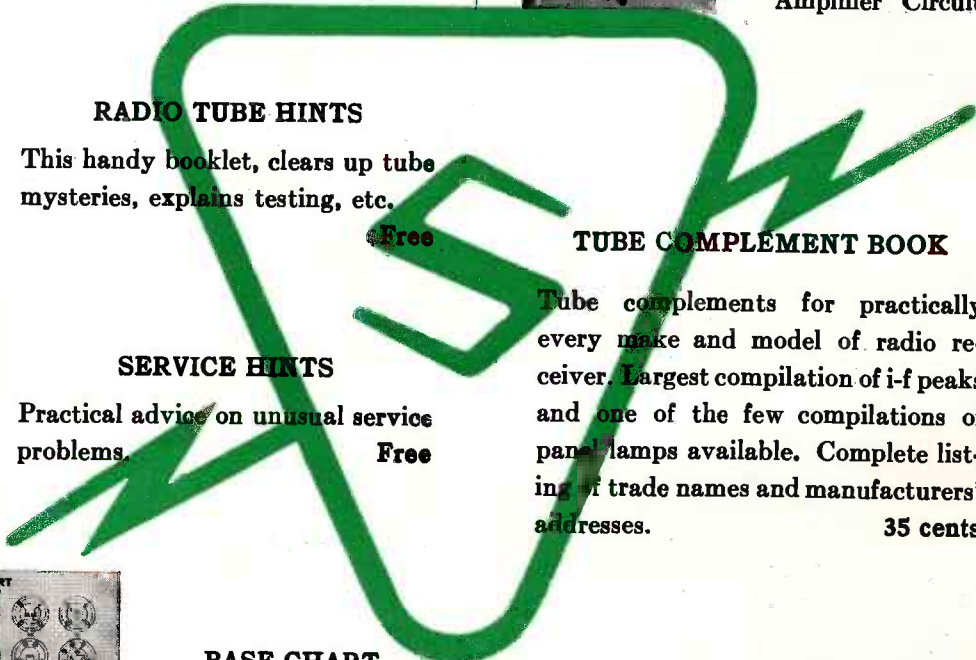 Amplifier Circuit
RADIO TUBE HINTS
This handy booklet, clears up tube
mysteries, explains testing, etc.
Free
SERVICE HINTS
Practical advice on unusual service
problems. Free
TUBE COMPLEMENT BOOK
Tube complements for practically
every make and model of radio re-
ceiver. Largest compilation of i-f peaks
and one of the few compilations o
panel lamps available. Complete list-
ing of trade names and manufacturers'
addresses. 35 cents
S
BASE CHART